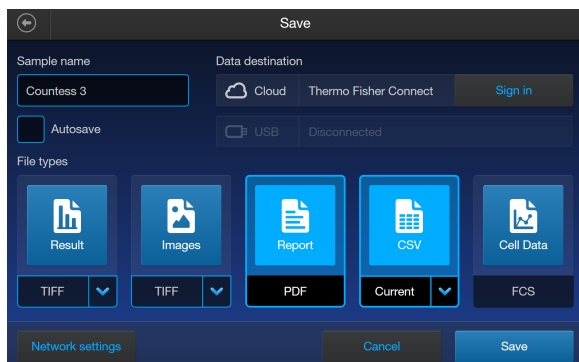 Save
Sample name
Data destination
Countess 3
Cloud
Thermo Fisher Connect
Sign in
Autosave
USB
Disconnected
File types
Result
Images
Report
CSV
Cell Data
TIFF
TIFF
PDF
Current
FCS
Network settings
Cancel
Save